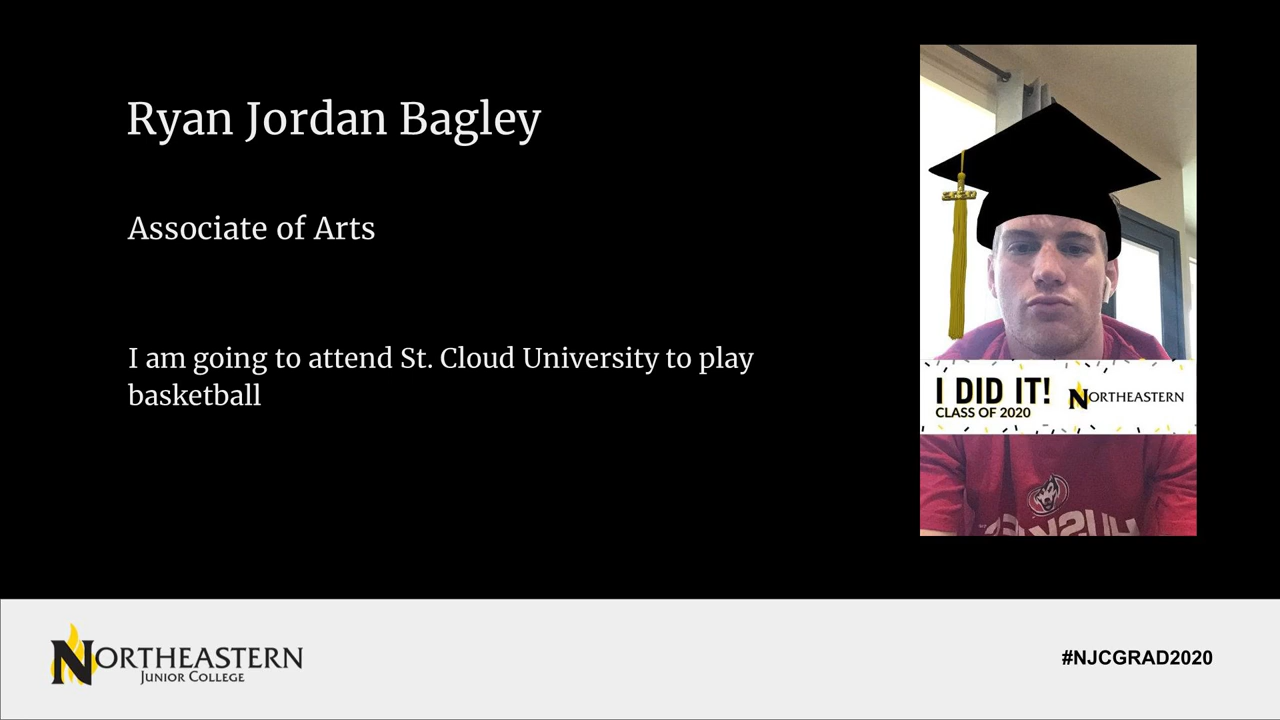 Ryan Jordan Bagley
Associate of Arts
I am going to attend St. Cloud University to play
basketball
I DID IT!
CLASS OF 2020
NORTHEASTERN
HUSKIES
NORTHEASTERN
JUNIOR COLLEGE
#NJCGRAD2020